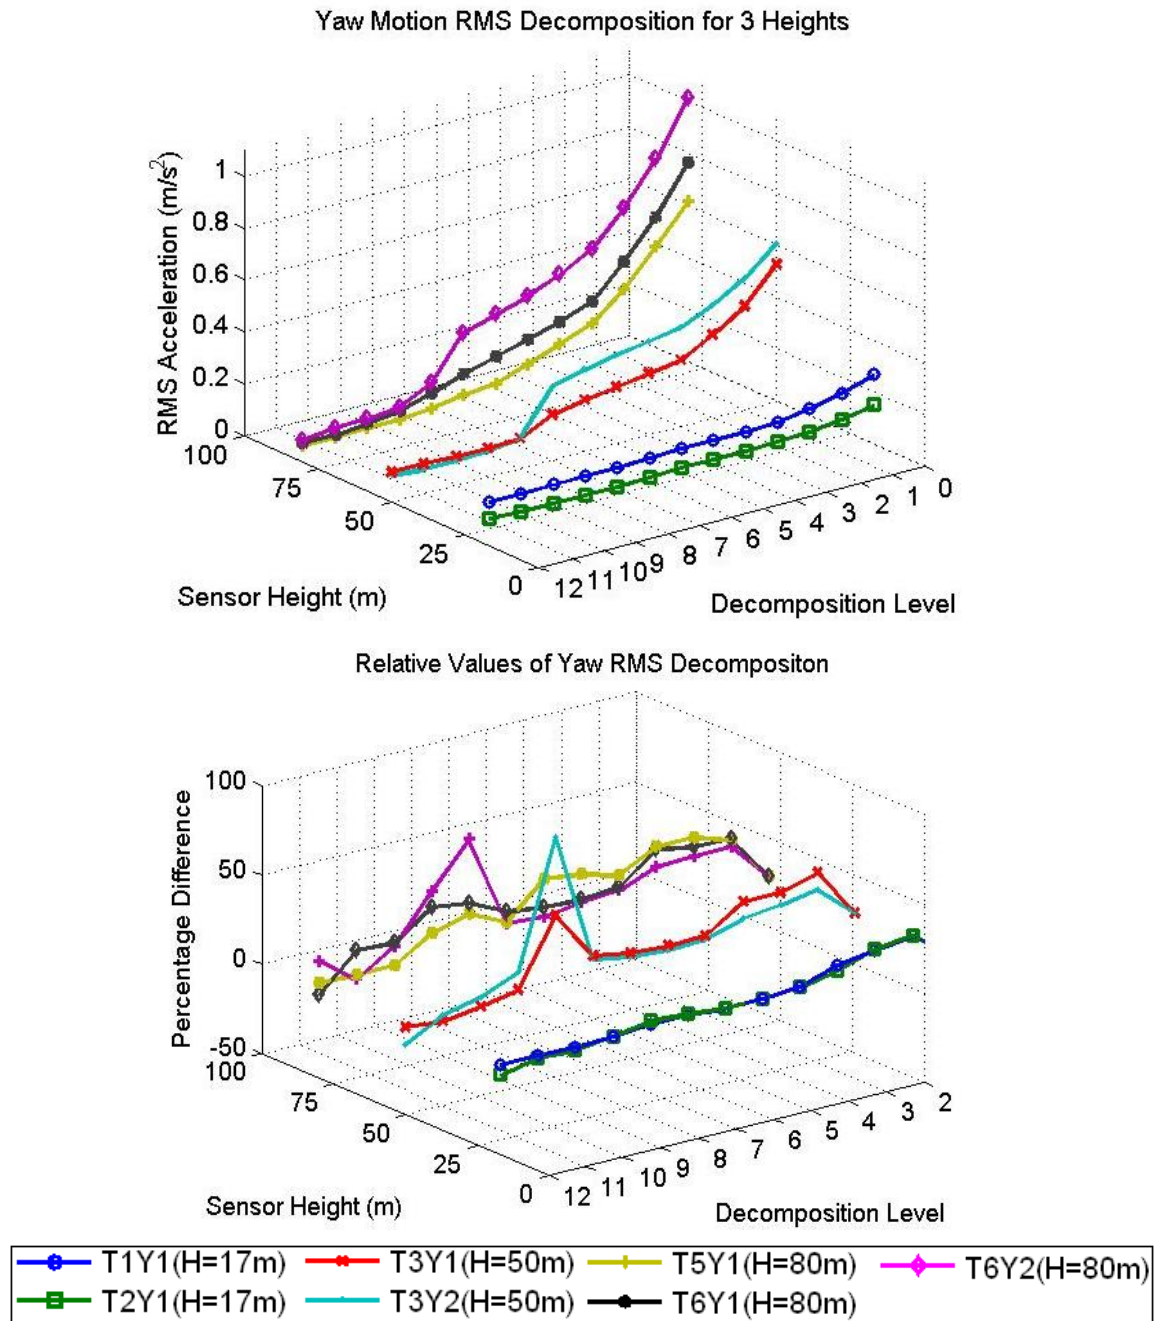 Yaw Motion RMS Decomposition for 3 Heights
RMS Acceleration (m/s²)
1
0.8
0.6
0.4
0.2
0
100
75
50
25
0
Sensor Height (m)
12 11 10 9 8 7 6 5 4 3 2 1 0
Decomposition Level
Relative Values of Yaw RMS Decompositon
Percentage Difference
100
50
0
-50
100
75
50
25
0
Sensor Height (m)
12 11 10 9 8 7 6 5 4 3 2
Decomposition Level
T1Y1(H=17m) T3Y1(H=50m) T5Y1(H=80m) T6Y2(H=80m)
T2Y1(H=17m) T3Y2(H=50m) T6Y1(H=80m)